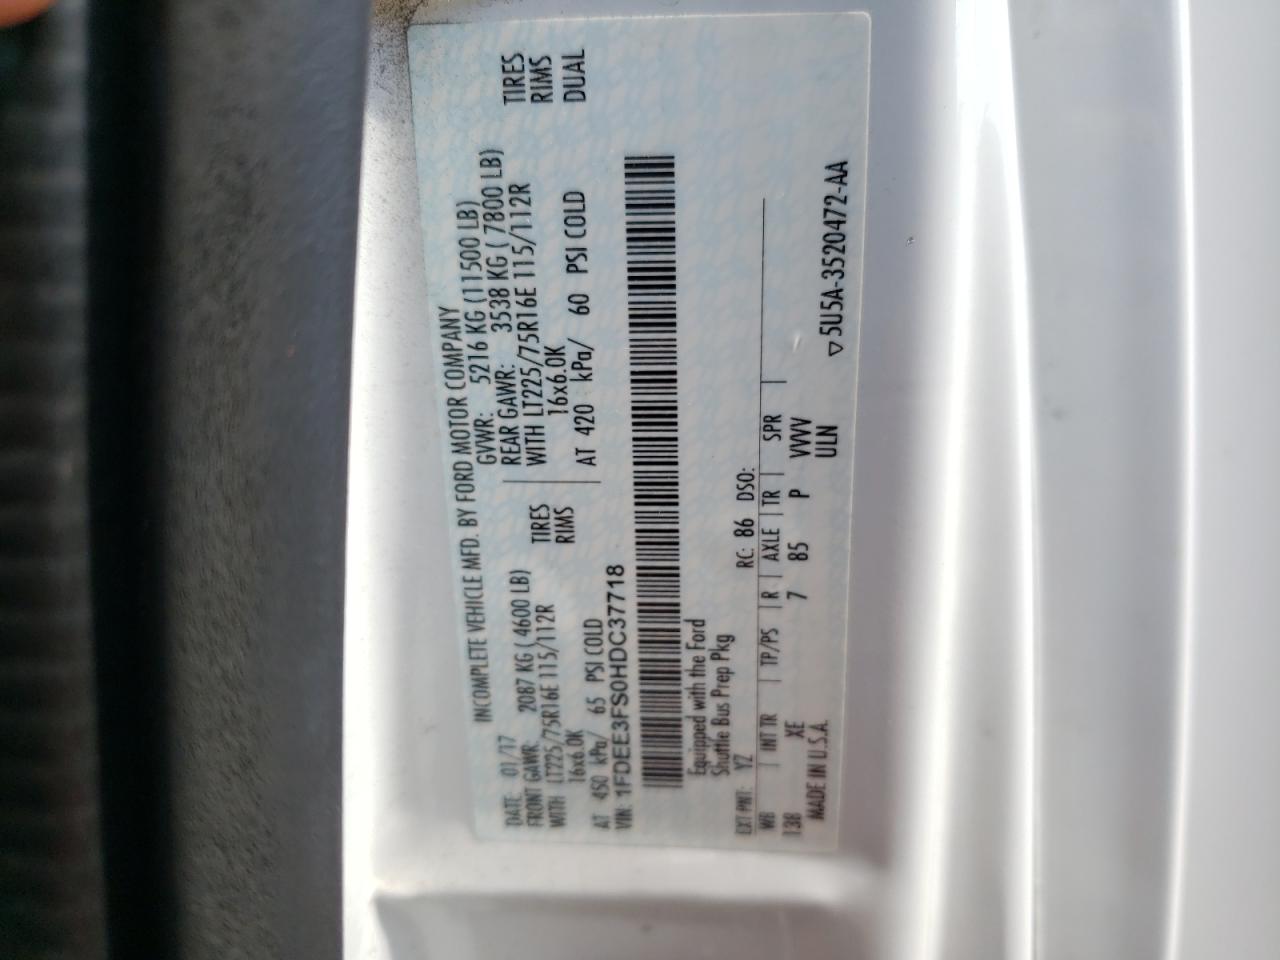 INCOMPLETE VEHICLE MFD. BY FORD MOTOR COMPANY
DATE: 01/17 GVWR: 5216 KG (11500 LB)
FRONT GAWR: 2087 KG ( 4600 LB) REAR GAWR: 3538 KG ( 7800 LB)
WITH LT225/75R16E 115/112R TIRES WITH LT225/75R16E 115/112R TIRES
16x6.0K RIMS 16x6.0K RIMS
AT 450 kPa/ 65 PSI COLD AT 420 kPa/ 60 PSI COLD DUAL
VIN: 1FDEE3FS0HDC37718
Equipped with the Ford
Shuttle Bus Prep Pkg
EXT PNT: YZ RC: 86 DSO:
WB INT TR TP/PS R AXLE TR SPR
138 XE 7 85 P VVVV
MADE IN U.S.A. ULN
▽5U5A-3520472-AA